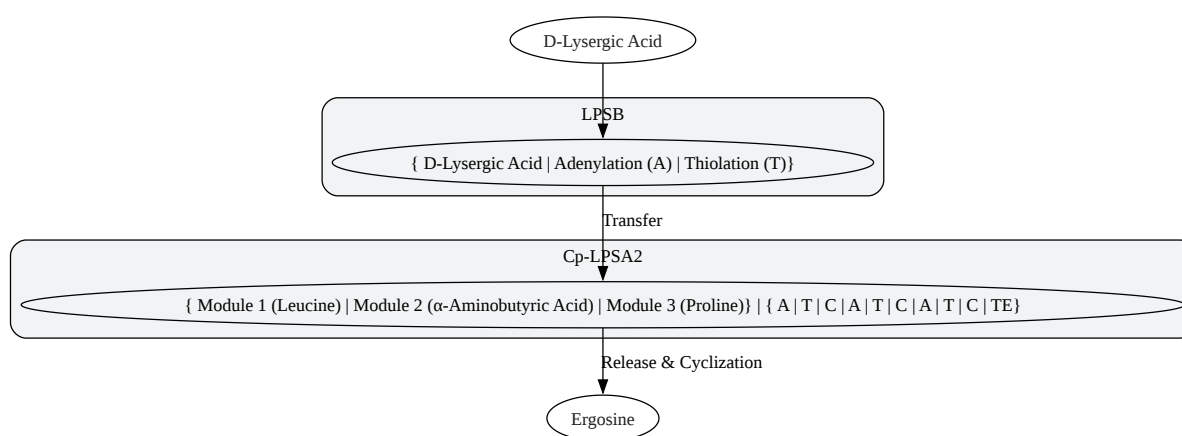 D-Lysergic Acid
LPSB
{ D-Lysergic Acid | Adenylation (A) | Thiolation (T)}
Transfer
Cp-LPSA2
{ Module 1 (Leucine) | Module 2 (α-Aminobutyric Acid) | Module 3 (Proline)} | { A | T | C | A | T | C | A | T | C | TE}
Release & Cyclization
Ergosine